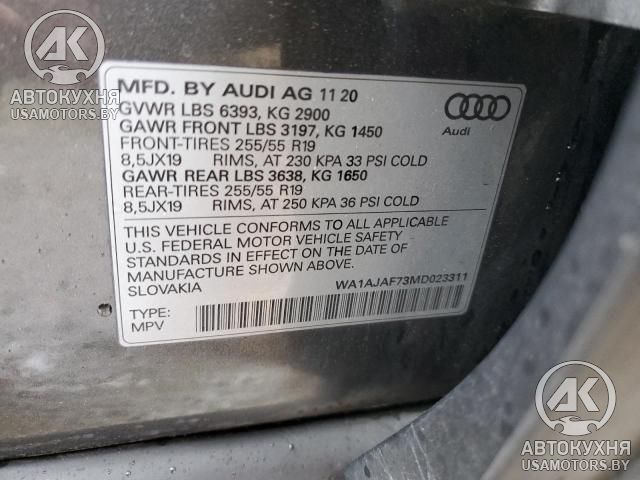 AK
АВТОКУХНЯ
USAMOTORS.BY
MFD. BY AUDI AG 11 20
GVWR LBS 6393, KG 2900
GAWR FRONT LBS 3197, KG 1450
FRONT-TIRES 255/55 R19
8,5JX19 RIMS, AT 230 KPA 33 PSI COLD
GAWR REAR LBS 3638, KG 1650
REAR-TIRES 255/55 R19
8,5JX19 RIMS, AT 250 KPA 36 PSI COLD
Audi
THIS VEHICLE CONFORMS TO ALL APPLICABLE
U.S. FEDERAL MOTOR VEHICLE SAFETY
STANDARDS IN EFFECT ON THE DATE OF
MANUFACTURE SHOWN ABOVE.
SLOVAKIA WA1AJAF73MD023311
TYPE:
MPV
AK
АВТОКУХНЯ
USAMOTORS.BY